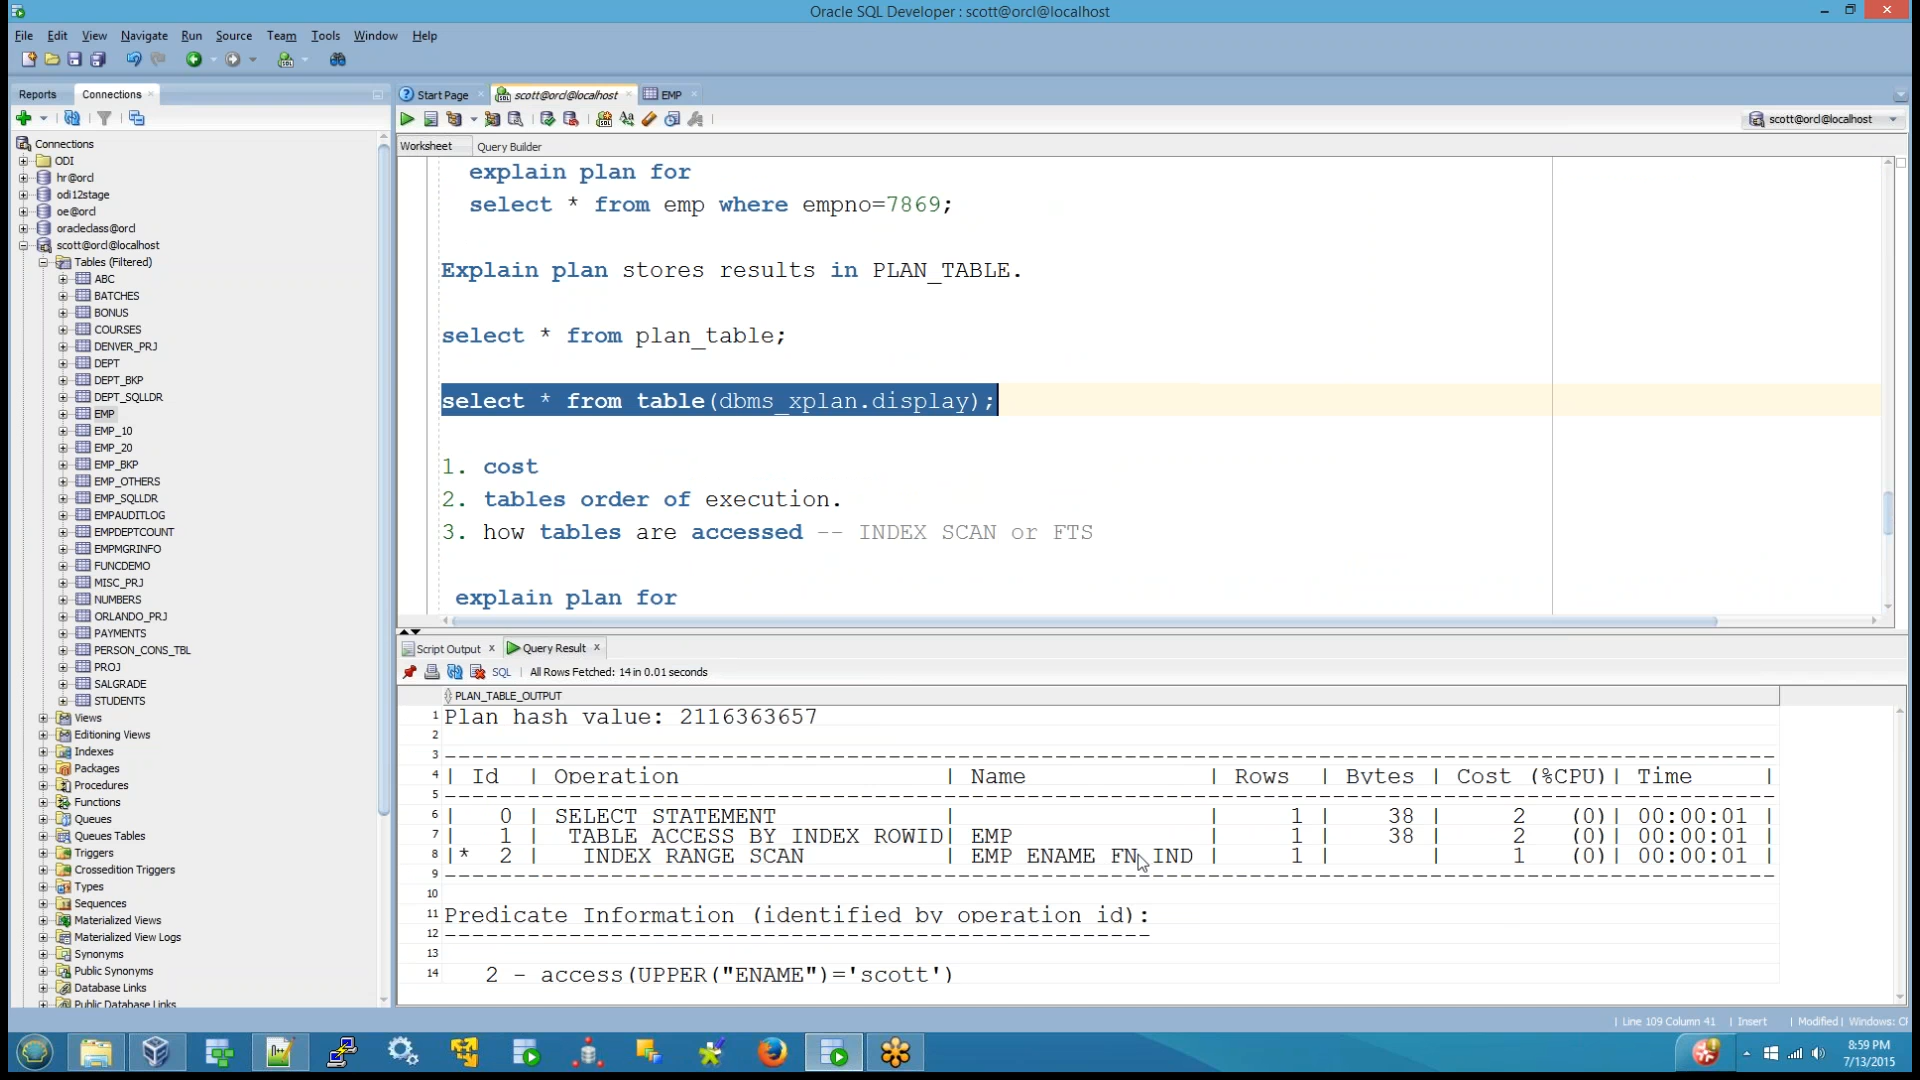 Oracle SQL Developer : scott@orcl@localhost
File Edit View Navigate Run Source Team Tools Window Help
Reports Connections
Start Page scott@orcl@localhost EMP
scott@orcl@localhost
Worksheet Query Builder
Connections
ODI
hr@orcl
odi12stage
oe@orcl
oracleclass@orcl
scott@orcl@localhost
Tables (Filtered)
ABC
BATCHES
BONUS
COURSES
DENVER_PRJ
DEPT
DEPT_BKP
DEPT_SQLLDR
EMP
EMP_10
EMP_20
EMP_BKP
EMP_OTHERS
EMP_SQLLDR
EMPAUDITLOG
EMPDEPTCOUNT
EMPMGRINFO
FUNCDEMO
MISC_PRJ
NUMBERS
ORLANDO_PRJ
PAYMENTS
PERSON_CONS_TBL
PROJ
SALGRADE
STUDENTS
Views
Editioning Views
Indexes
Packages
Procedures
Functions
Queues
Queues Tables
Triggers
Crossedition Triggers
Types
Sequences
Materialized Views
Materialized View Logs
Synonyms
Public Synonyms
Database Links
Public Database Links
explain plan for
select * from emp where empno=7869;
Explain plan stores results in PLAN_TABLE.
select * from plan_table;
select * from table(dbms_xplan.display);
1. cost
2. tables order of execution.
3. how tables are accessed -- INDEX SCAN or FTS
explain plan for
Script Output Query Result
SQL All Rows Fetched: 14 in 0.01 seconds
PLAN_TABLE_OUTPUT
1 Plan hash value: 2116363657
2
3 ------------------------------------------------------------------------------------------------
4 | Id | Operation | Name | Rows | Bytes | Cost (%CPU)| Time |
5 ------------------------------------------------------------------------------------------------
6 | 0 | SELECT STATEMENT | | 1 | 38 | 2 (0)| 00:00:01 |
7 | 1 | TABLE ACCESS BY INDEX ROWID| EMP | 1 | 38 | 2 (0)| 00:00:01 |
8 |* 2 | INDEX RANGE SCAN | EMP ENAME FN IND | 1 | | 1 (0)| 00:00:01 |
9 ------------------------------------------------------------------------------------------------
10
11 Predicate Information (identified by operation id):
12 ---------------------------------------------------
13
14 2 - access(UPPER("ENAME")='scott')
Line 109 Column 41 | Insert | Modified | Windows:
8:59 PM
7/13/2015